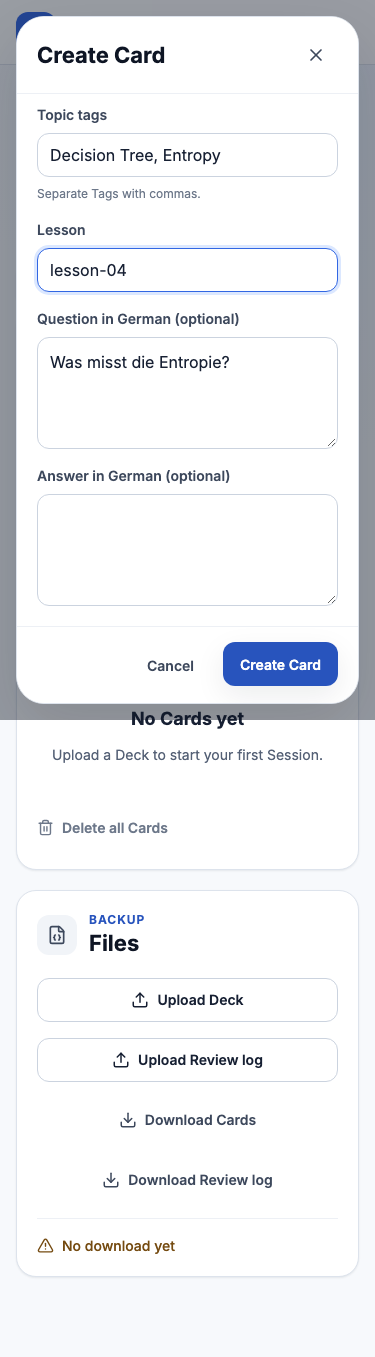 Create Card
Topic tags
Decision Tree, Entropy
Separate Tags with commas.
Lesson
lesson-04
Question in German (optional)
Was misst die Entropie?
Answer in German (optional)
Cancel
Create Card
No Cards yet
Upload a Deck to start your first Session.
Delete all Cards
BACKUP
Files
Upload Deck
Upload Review log
Download Cards
Download Review log
No download yet